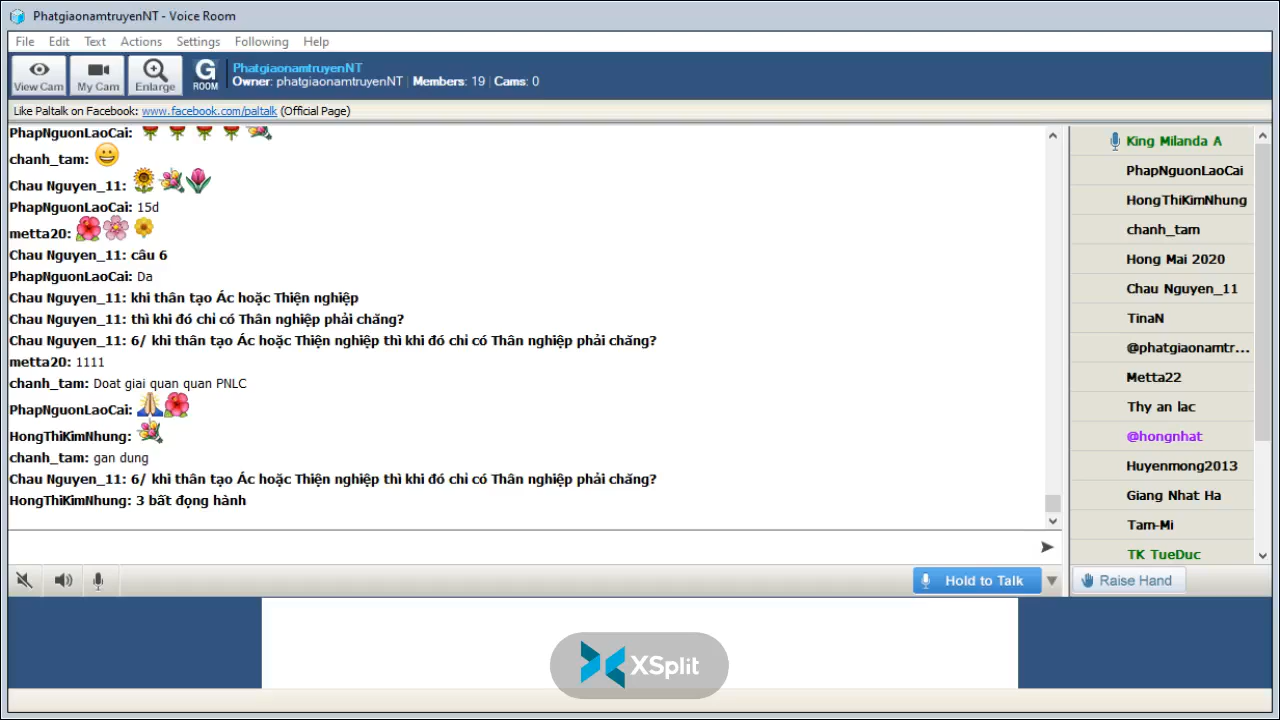 PhatgiaonamtruyenNT - Voice Room
File Edit Text Actions Settings Following Help
View Cam My Cam Enlarge G ROOM
PhatgiaonamtruyenNT
Owner: phatgiaonamtruyenNT | Members: 19 | Cams: 0
Like Paltalk on Facebook: www.facebook.com/paltalk (Official Page)
PhapNguonLaoCai:
chanh_tam:
Chau Nguyen_11:
PhapNguonLaoCai: 15d
metta20:
Chau Nguyen_11: câu 6
PhapNguonLaoCai: Da
Chau Nguyen_11: khi thân tạo Ác hoặc Thiện nghiệp
Chau Nguyen_11: thì khi đó chỉ có Thân nghiệp phải chăng?
Chau Nguyen_11: 6/ khi thân tạo Ác hoặc Thiện nghiệp thì khi đó chỉ có Thân nghiệp phải chăng?
metta20: 1111
chanh_tam: Doat giai quan quan PNLC
PhapNguonLaoCai:
HongThiKimNhung:
chanh_tam: gan dung
Chau Nguyen_11: 6/ khi thân tạo Ác hoặc Thiện nghiệp thì khi đó chỉ có Thân nghiệp phải chăng?
HongThiKimNhung: 3 bất đọng hành
King Milanda A
PhapNguonLaoCai
HongThiKimNhung
chanh_tam
Hong Mai 2020
Chau Nguyen_11
TinaN
@phatgiaonamtr...
Metta22
Thy an lac
@hongnhat
Huyenmong2013
Giang Nhat Ha
Tam-Mi
TK TueDuc
Hold to Talk
Raise Hand
XSplit